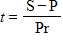 t = (S − P) / Pr